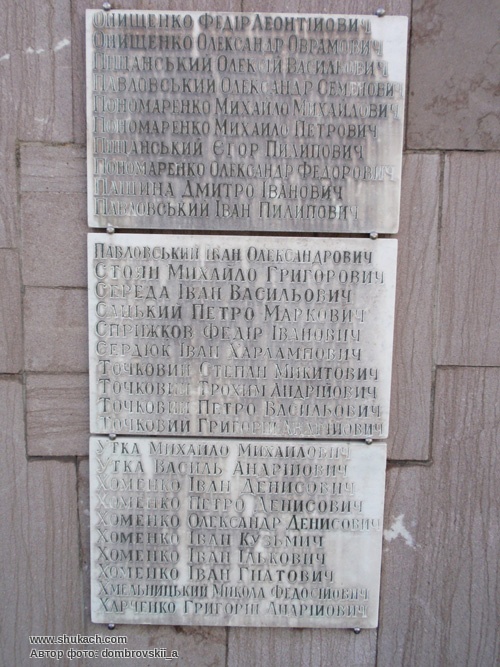 Онищенко Федір Леонтійович
Онищенко Олександр Оврамович
Піщанський Олексій Васильович
Павловський Олександр Семенович
Пономаренко Михайло Михайлович
Пономаренко Михайло Петрович
Піщанський Єгор Пилипович
Пономаренко Олександр Федорович
Пашина Дмитро Іванович
Павловський Іван Пилипович
Павловський Іван Олександрович
Стоян Михайло Григорович
Середа Іван Васильович
Сацький Петро Маркович
Сприжков Федір Іванович
Сердюк Іван Харлампович
Точковий Степан Микитович
Точковий Трохим Андрійович
Точковий Петро Васильович
Точковий Григорій Андрійович
Утка Михайло Михайлович
Утка Василь Андрійович
Хоменко Іван Денисович
Хоменко Петро Денисович
Хоменко Олександр Денисович
Хоменко Іван Кузьмич
Хоменко Іван Ількович
Хоменко Іван Гнатович
Хмельницький Микола Федосійович
Харченко Григорій Андрійович
www.shukach.com
Автор фото: dombrovskii_a